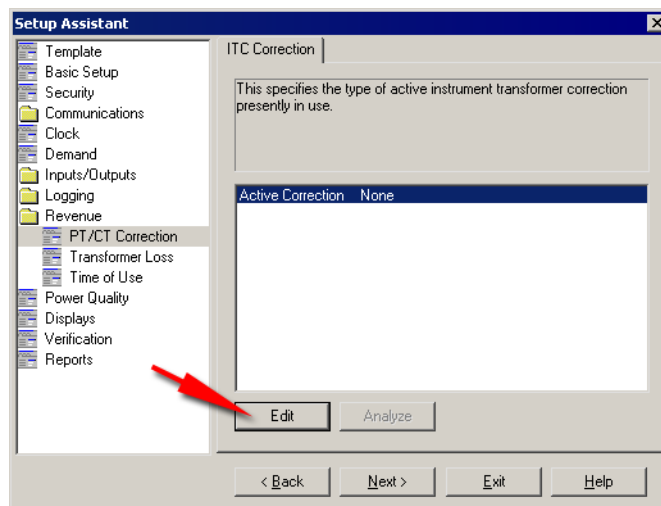 Setup Assistant
Template
Basic Setup
Security
Communications
Clock
Demand
Inputs/Outputs
Logging
Revenue
PT/CT Correction
Transformer Loss
Time of Use
Power Quality
Displays
Verification
Reports
ITC Correction
This specifies the type of active instrument transformer correction
presently in use.
Active Correction None
Edit Analyze
< Back Next > Exit Help